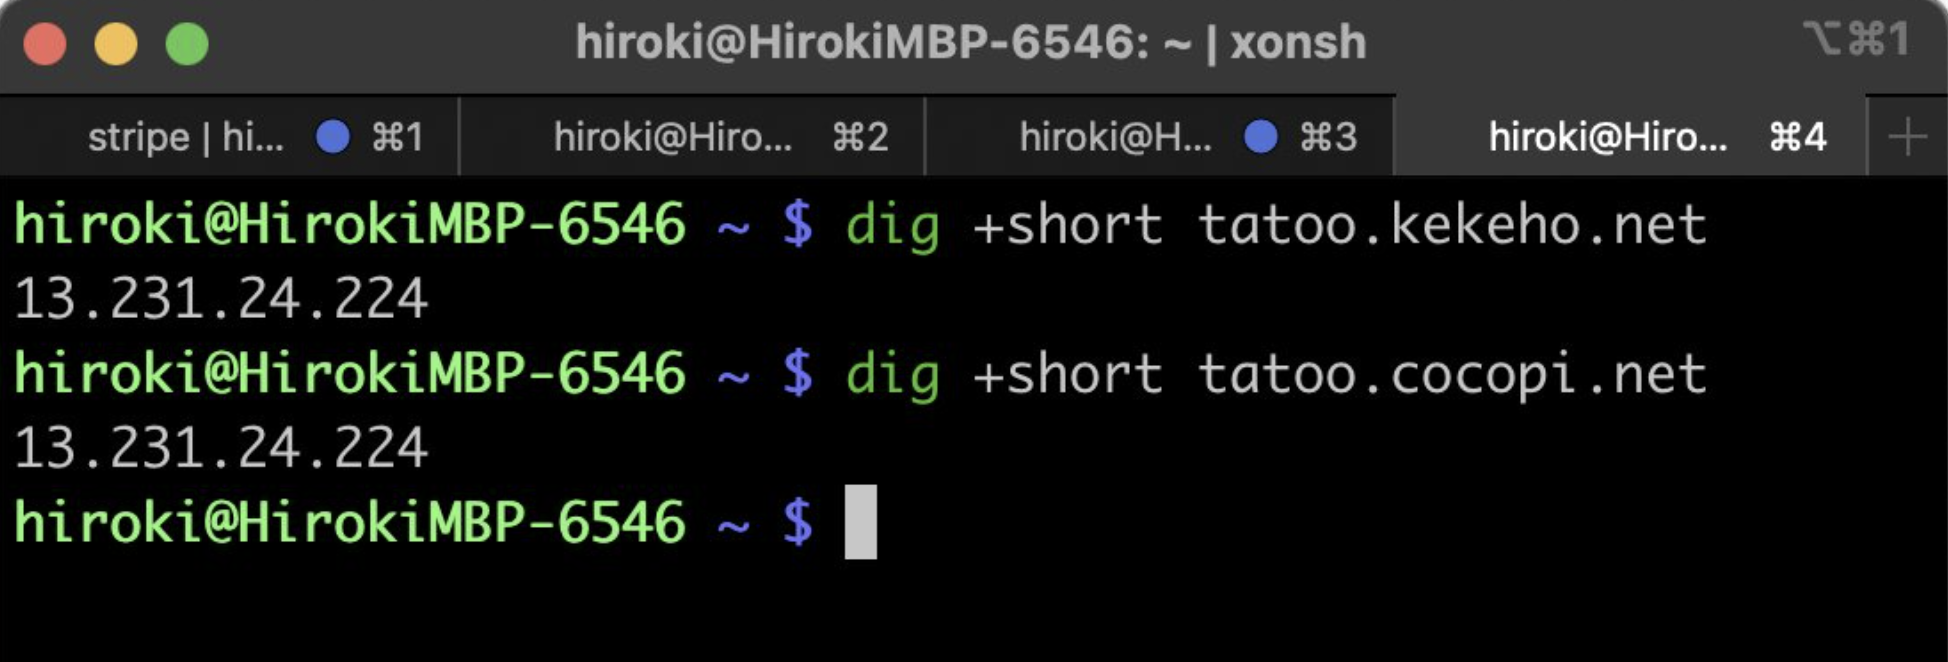 hiroki@HirokiMBP-6546: ~ | xonsh ⌥⌘1
stripe | hi... ⌘1 hiroki@Hiro... ⌘2 hiroki@H... ⌘3 hiroki@Hiro... ⌘4 +
hiroki@HirokiMBP-6546 ~ $ dig +short tatoo.kekeho.net
13.231.24.224
hiroki@HirokiMBP-6546 ~ $ dig +short tatoo.cocopi.net
13.231.24.224
hiroki@HirokiMBP-6546 ~ $